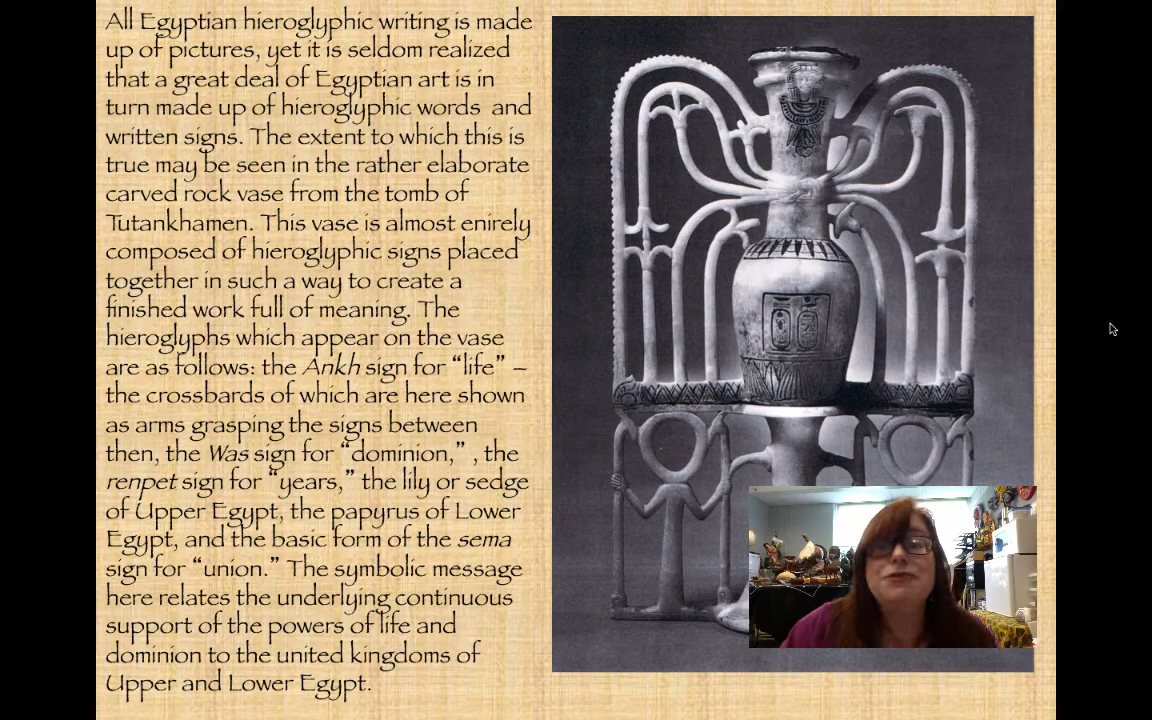 All Egyptian hieroglyphic writing is made
up of pictures, yet it is seldom realized
that a great deal of Egyptian art is in
turn made up of hieroglyphic words and
written signs. The extent to which this is
true may be seen in the rather elaborate
carved rock vase from the tomb of
Tutankhamen. This vase is almost enirely
composed of hieroglyphic signs placed
together in such a way to create a
finished work full of meaning. The
hieroglyphs which appear on the vase
are as follows: the Ankh sign for “life” –
the crossbards of which are here shown
as arms grasping the signs between
then, the Was sign for “dominion,” , the
renpet sign for “years,” the lily or sedge
of Upper Egypt, the papyrus of Lower
Egypt, and the basic form of the sema
sign for “union.” The symbolic message
here relates the underlying continuous
support of the powers of life and
dominion to the united kingdoms of
Upper and Lower Egypt.